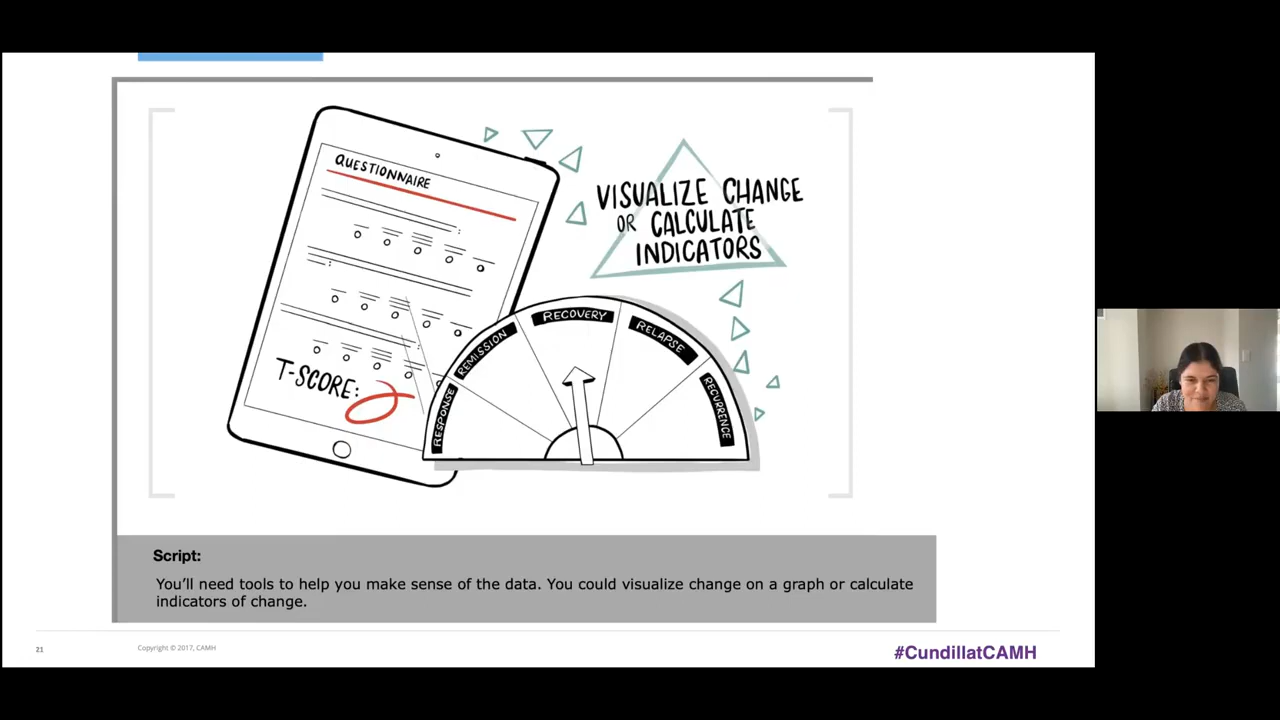 QUESTIONNAIRE
T-SCORE:
VISUALIZE CHANGE
OR CALCULATE
INDICATORS
RESPONSE
REMISSION
RECOVERY
RELAPSE
RECURRENCE
Script:
You'll need tools to help you make sense of the data. You could visualize change on a graph or calculate
indicators of change.
21
Copyright © 2017, CAMH
#CundillatCAMH